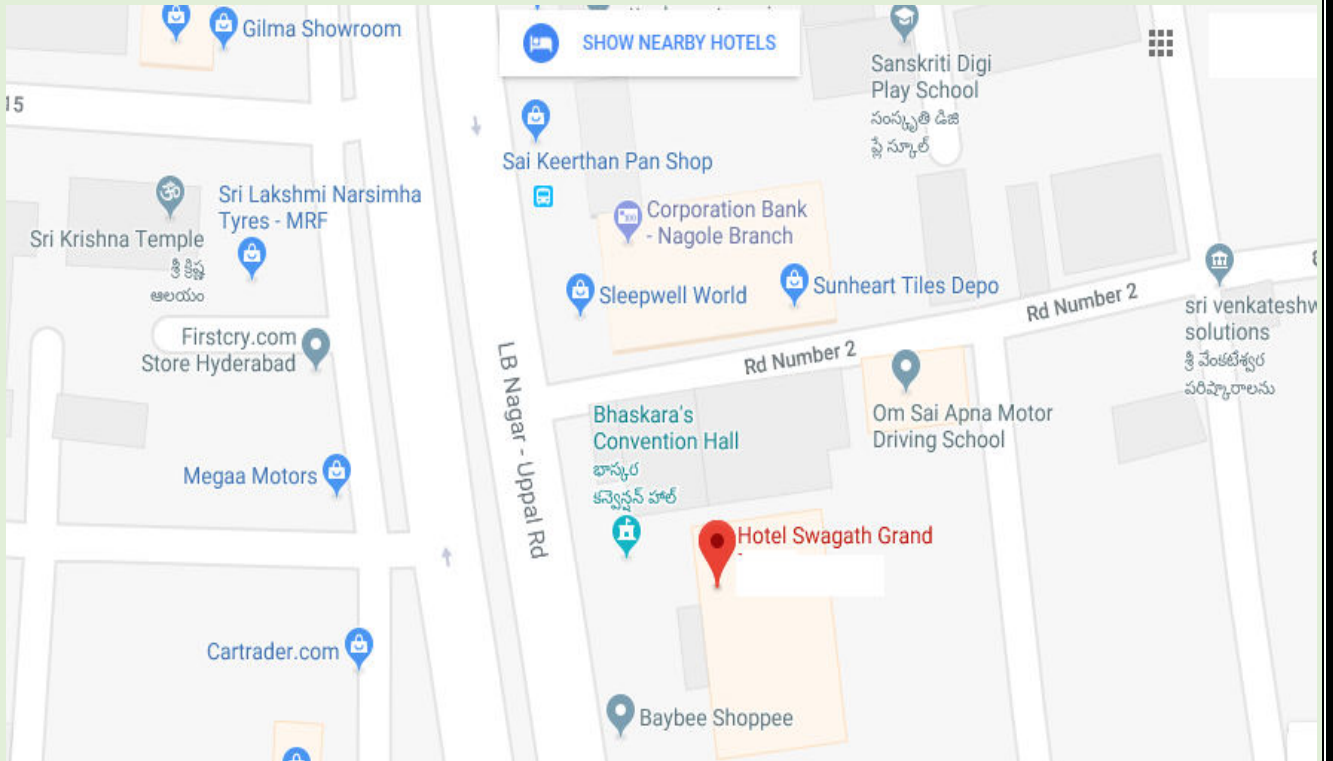 Gilma Showroom
SHOW NEARBY HOTELS
Sanskriti Digi
Play School
సంస్కృతి డిజి
ప్లే స్కూల్
15
Sai Keerthan Pan Shop
Sri Lakshmi Narsimha
Tyres - MRF
Corporation Bank
- Nagole Branch
Sri Krishna Temple
శ్రీ క్రిష్ణ
ఆలయం
Sleepwell World
Sunheart Tiles Depo
Rd Number 2
sri venkateshw
solutions
శ్రీ వేంకటేశ్వర
పరిష్కారాలను
Firstcry.com
Store Hyderabad
Rd Number 2
LB Nagar - Uppal Rd
Bhaskara's
Convention Hall
భాస్కర
కన్వెన్షన్ హాల్
Om Sai Apna Motor
Driving School
Megaa Motors
Hotel Swagath Grand
Cartrader.com
Baybee Shoppee